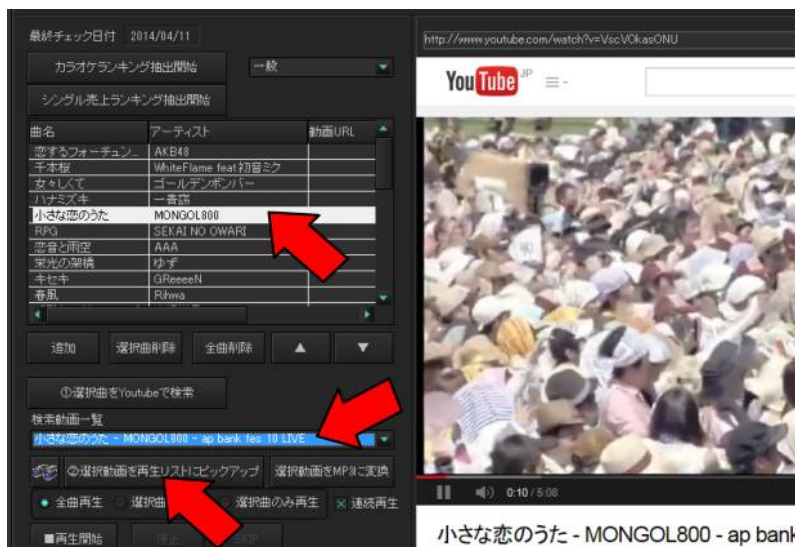 最終チェック日付 2014/04/11
カラオケランキング抽出開始 一般
シングル売上ランキング抽出開始
曲名 アーティスト 動画URL
恋するフォーチュン... AKB48
千本桜 WhiteFlame feat初音ミク
女々しくて ゴールデンボンバー
ハナミズキ 一青窈
小さな恋のうた MONGOL800
RPG SEKAI NO OWARI
恋音と雨空 AAA
栄光の架橋 ゆず
キセキ GReeeeN
春風 Rihwa
追加 選択曲削除 全曲削除 ▲ ▼
①選択曲をYoutubeで検索
検索動画一覧
小さな恋のうた - MONGOL800 - ap bank fes 10 LIVE
②選択動画を再生リストにピックアップ 選択動画をMP3に変換
全曲再生 選択曲 選択曲のみ再生 連続再生
■再生開始 停止 SKIP
http://www.youtube.com/watch?v=VscVOkasONU
YouTube JP
0:10 / 5:08
小さな恋のうた - MONGOL800 - ap bank